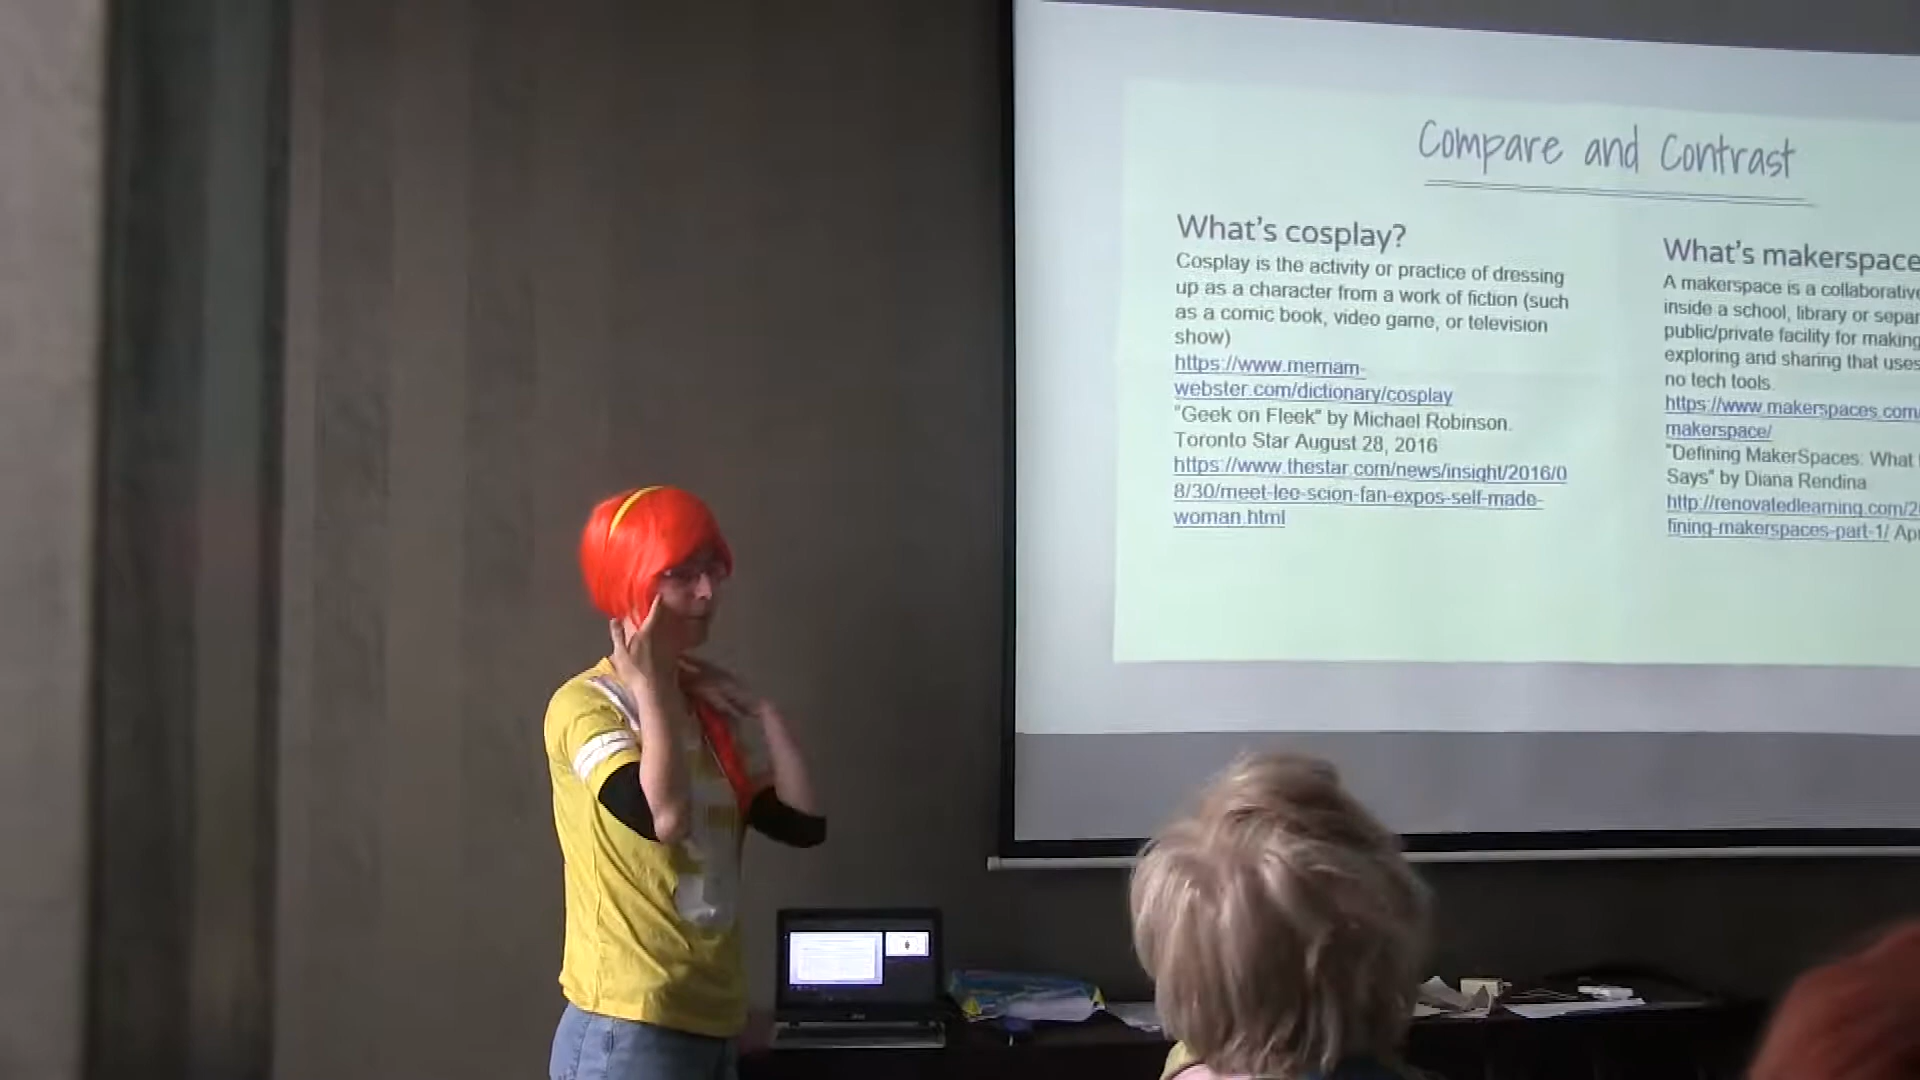 Compare and Contrast
What's cosplay?
Cosplay is the activity or practice of dressing
up as a character from a work of fiction (such
as a comic book, video game, or television
show)
https://www.merriam-
webster.com/dictionary/cosplay
"Geek on Fleek" by Michael Robinson.
Toronto Star August 28, 2016
https://www.thestar.com/news/insight/2016/0
8/30/meet-lee-scion-fan-expos-self-made-
woman.html
What's makerspace
A makerspace is a collaborative
inside a school, library or separ
public/private facility for making
exploring and sharing that uses
no tech tools.
https://www.makerspaces.com/
makerspace/
"Defining MakerSpaces: What
Says" by Diana Rendina
http://renovatedlearning.com/2
fining-makerspaces-part-1/ Ap